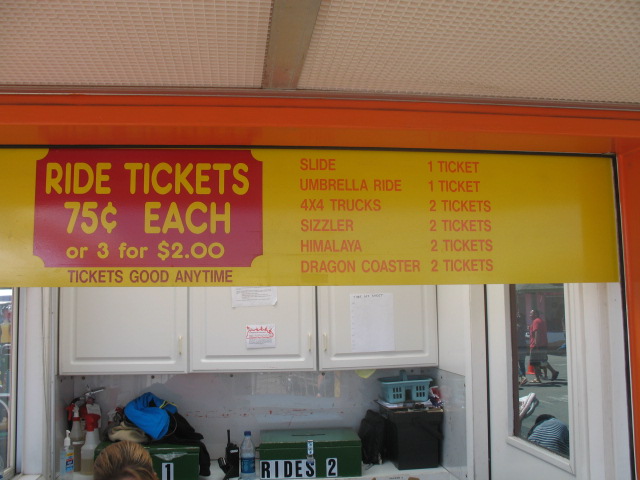 RIDE TICKETS
75¢ EACH
or 3 for $2.00
TICKETS GOOD ANYTIME
SLIDE 1 TICKET
UMBRELLA RIDE 1 TICKET
4X4 TRUCKS 2 TICKETS
SIZZLER 2 TICKETS
HIMALAYA 2 TICKETS
DRAGON COASTER 2 TICKETS
1
RIDES 2